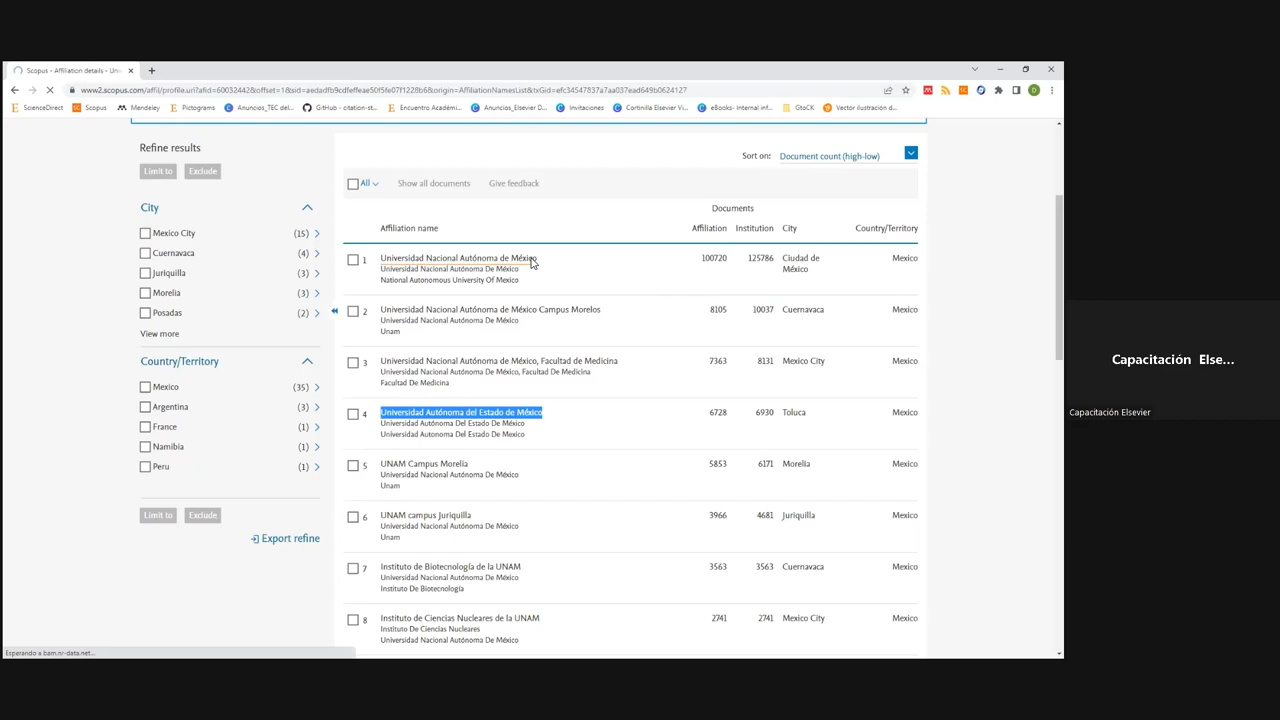 Scopus - Affiliation details - Uni
www2.scopus.com/affil/profile.uri?afid=60032442&offset=1&sid=aedadfb9cdfeffeae50f5fe07f1228b6&origin=AffiliationNamesList&txGid=efc34547837a7aa037ead649b0624127
ScienceDirect Scopus Mendeley Pictograms Anuncios_TEC del... GitHub - citation-st... Encuentro Académi... Anuncios_Elsevier D... Invitaciones Cortinilla Elsevier Vi... eBooks- Internal inf... GtoCK Vector ilustración d...
Refine results
Limit to Exclude
City
Mexico City (15)
Cuernavaca (4)
Juriquilla (3)
Morelia (3)
Posadas (2)
View more
Country/Territory
Mexico (35)
Argentina (3)
France (1)
Namibia (1)
Peru (1)
Limit to Exclude
Export refine
Sort on: Document count (high-low)
All Show all documents Give feedback
Documents
Affiliation name Affiliation Institution City Country/Territory
1 Universidad Nacional Autónoma de México 100720 125786 Ciudad de México Mexico
Universidad Nacional Autónoma De México
National Autonomous University Of Mexico
2 Universidad Nacional Autónoma de México Campus Morelos 8105 10037 Cuernavaca Mexico
Universidad Nacional Autónoma De México
Unam
3 Universidad Nacional Autónoma de México, Facultad de Medicina 7363 8131 Mexico City Mexico
Universidad Nacional Autónoma De México, Facultad De Medicina
Facultad De Medicina
4 Universidad Autónoma del Estado de México 6728 6930 Toluca Mexico
Universidad Autónoma Del Estado De México
Universidad Autonoma Del Estado De Mexico
5 UNAM Campus Morelia 5853 6171 Morelia Mexico
Universidad Nacional Autónoma De México
Unam
6 UNAM campus Juriquilla 3966 4681 Juriquilla Mexico
Universidad Nacional Autónoma De México
Unam
7 Instituto de Biotecnología de la UNAM 3563 3563 Cuernavaca Mexico
Universidad Nacional Autónoma De México
Instituto De Biotecnología
8 Instituto de Ciencias Nucleares de la UNAM 2741 2741 Mexico City Mexico
Instituto De Ciencias Nucleares
Universidad Nacional Autónoma De México
Esperando a bam.nr-data.net...
Capacitación Else...
Capacitación Elsevier